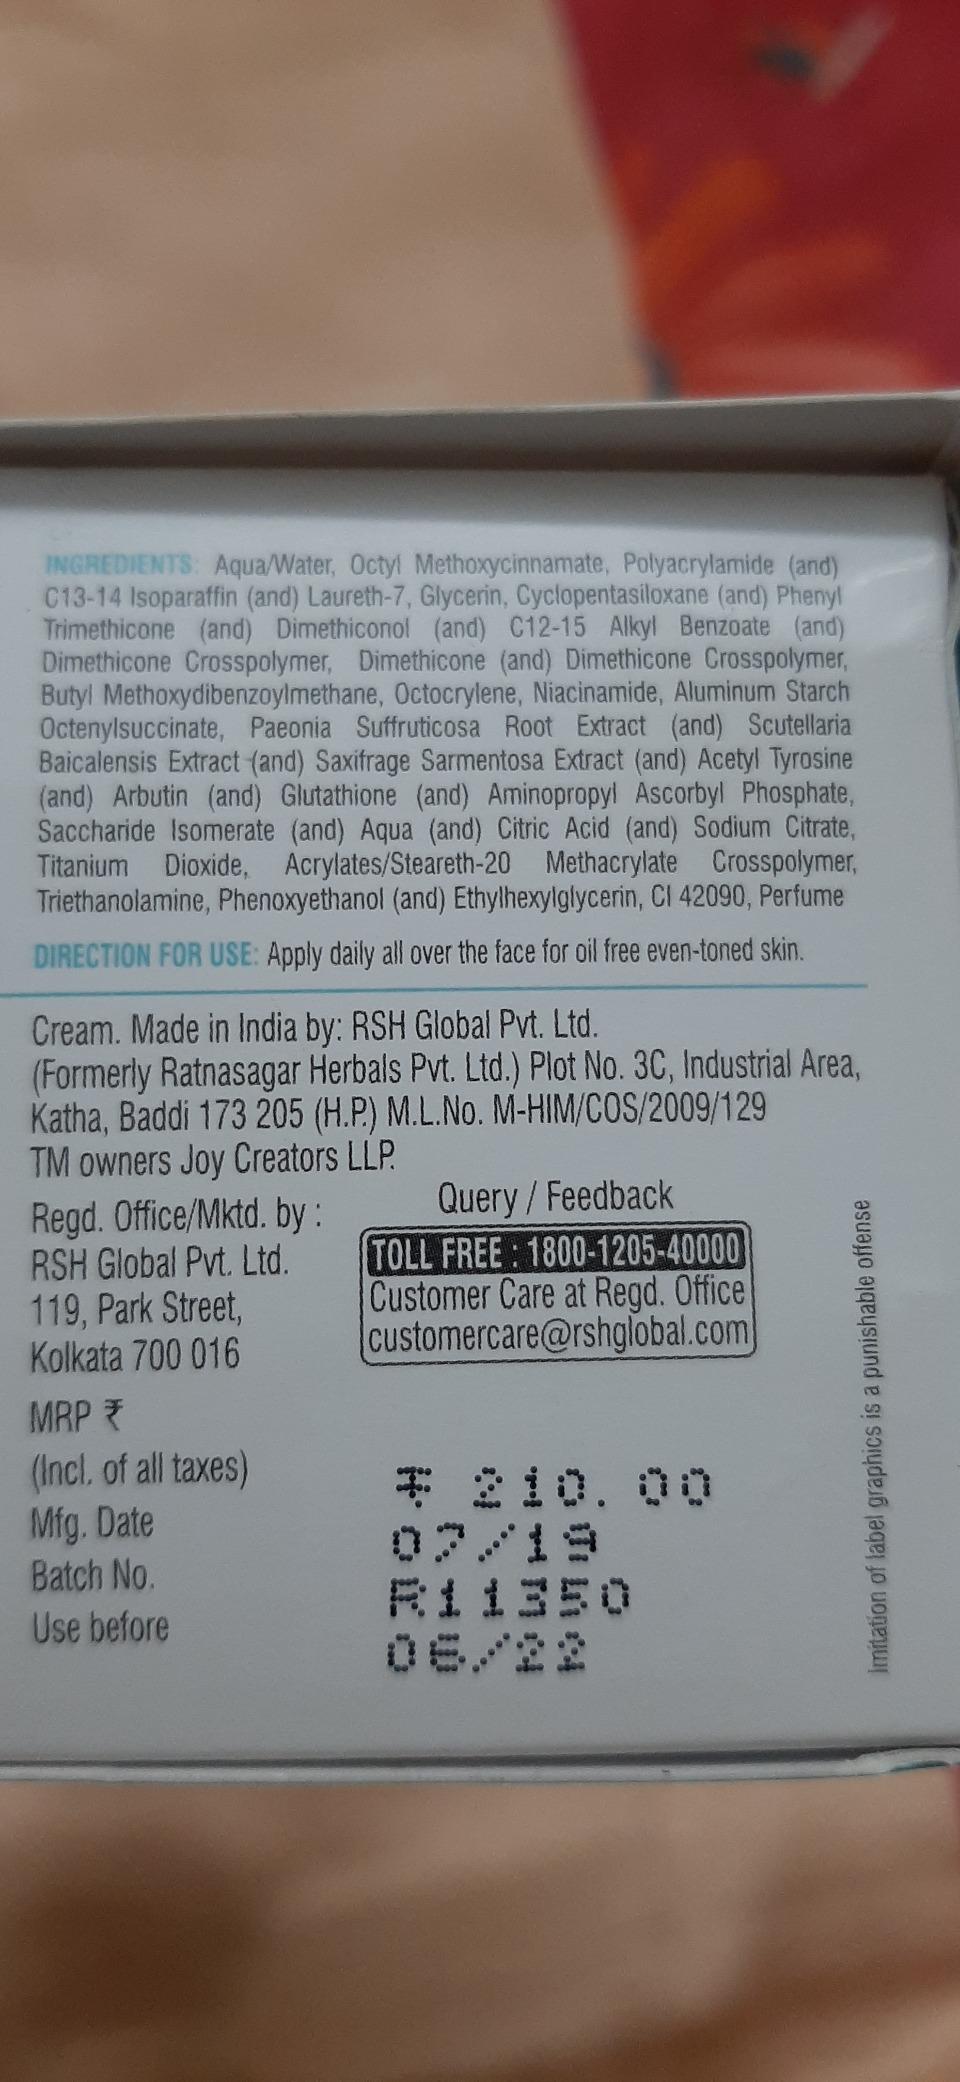 INGREDIENTS: Aqua/Water, Octyl Methoxycinnamate, Polyacrylamide (and)
C13-14 Isoparaffin (and) Laureth-7, Glycerin, Cyclopentasiloxane (and) Phenyl
Trimethicone (and) Dimethiconol (and) C12-15 Alkyl Benzoate (and)
Dimethicone Crosspolymer, Dimethicone (and) Dimethicone Crosspolymer,
Butyl Methoxydibenzoylmethane, Octocrylene, Niacinamide, Aluminum Starch
Octenylsuccinate, Paeonia Suffruticosa Root Extract (and) Scutellaria
Baicalensis Extract (and) Saxifrage Sarmentosa Extract (and) Acetyl Tyrosine
(and) Arbutin (and) Glutathione (and) Aminopropyl Ascorbyl Phosphate,
Saccharide Isomerate (and) Aqua (and) Citric Acid (and) Sodium Citrate,
Titanium Dioxide, Acrylates/Steareth-20 Methacrylate Crosspolymer,
Triethanolamine, Phenoxyethanol (and) Ethylhexylglycerin, CI 42090, Perfume
DIRECTION FOR USE: Apply daily all over the face for oil free even-toned skin.
Cream. Made in India by: RSH Global Pvt. Ltd.
(Formerly Ratnasagar Herbals Pvt. Ltd.) Plot No. 3C, Industrial Area,
Katha, Baddi 173 205 (H.P.) M.L.No. M-HIM/COS/2009/129
TM owners Joy Creators LLP.
Regd. Office/Mktd. by :
RSH Global Pvt. Ltd.
119, Park Street,
Kolkata 700 016
Query / Feedback
TOLL FREE : 1800-1205-40000
Customer Care at Regd. Office
customercare@rshglobal.com
MRP ₹
(Incl. of all taxes) ₹ 210.00
Mfg. Date 07/19
Batch No. R11350
Use before 06/22
Imitation of label graphics is a punishable offense